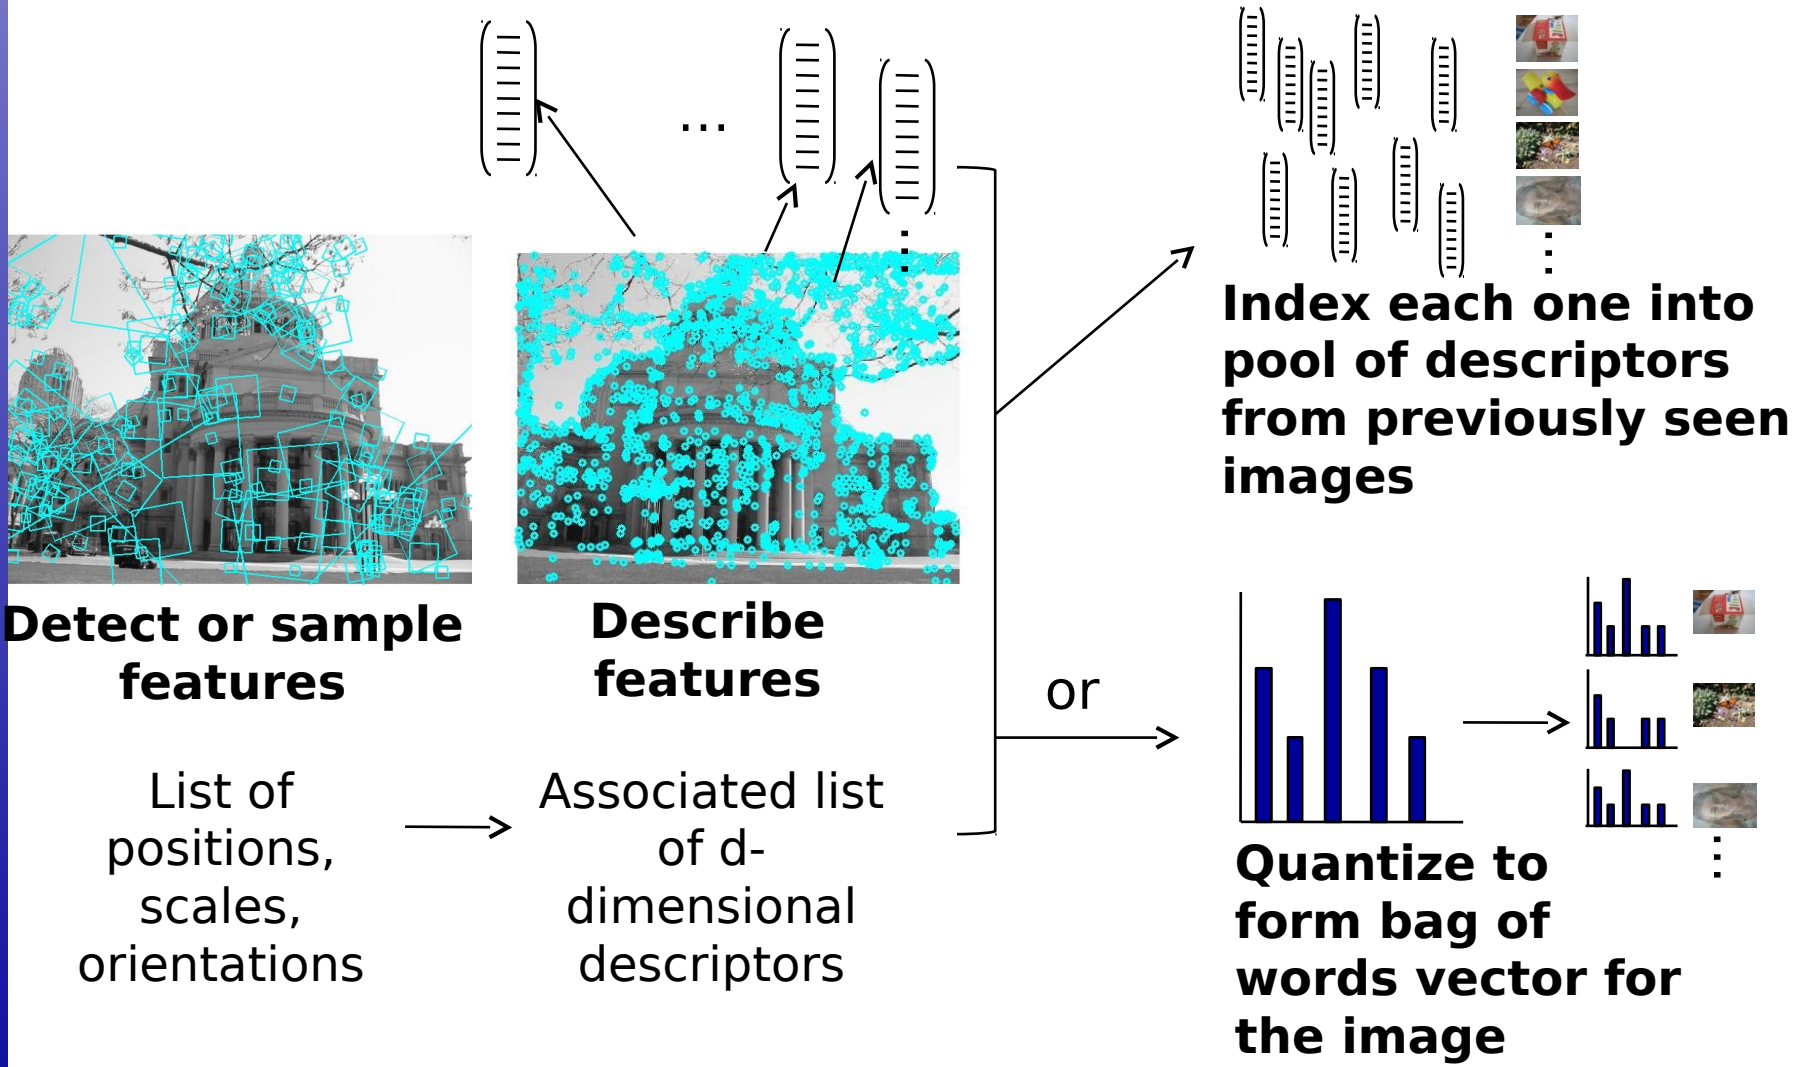 ...
Index each one into
pool of descriptors
from previously seen
images
Detect or sample
features
Describe
features
or
List of
positions,
scales,
orientations
Associated list
of d-
dimensional
descriptors
Quantize to
form bag of
words vector for
the image